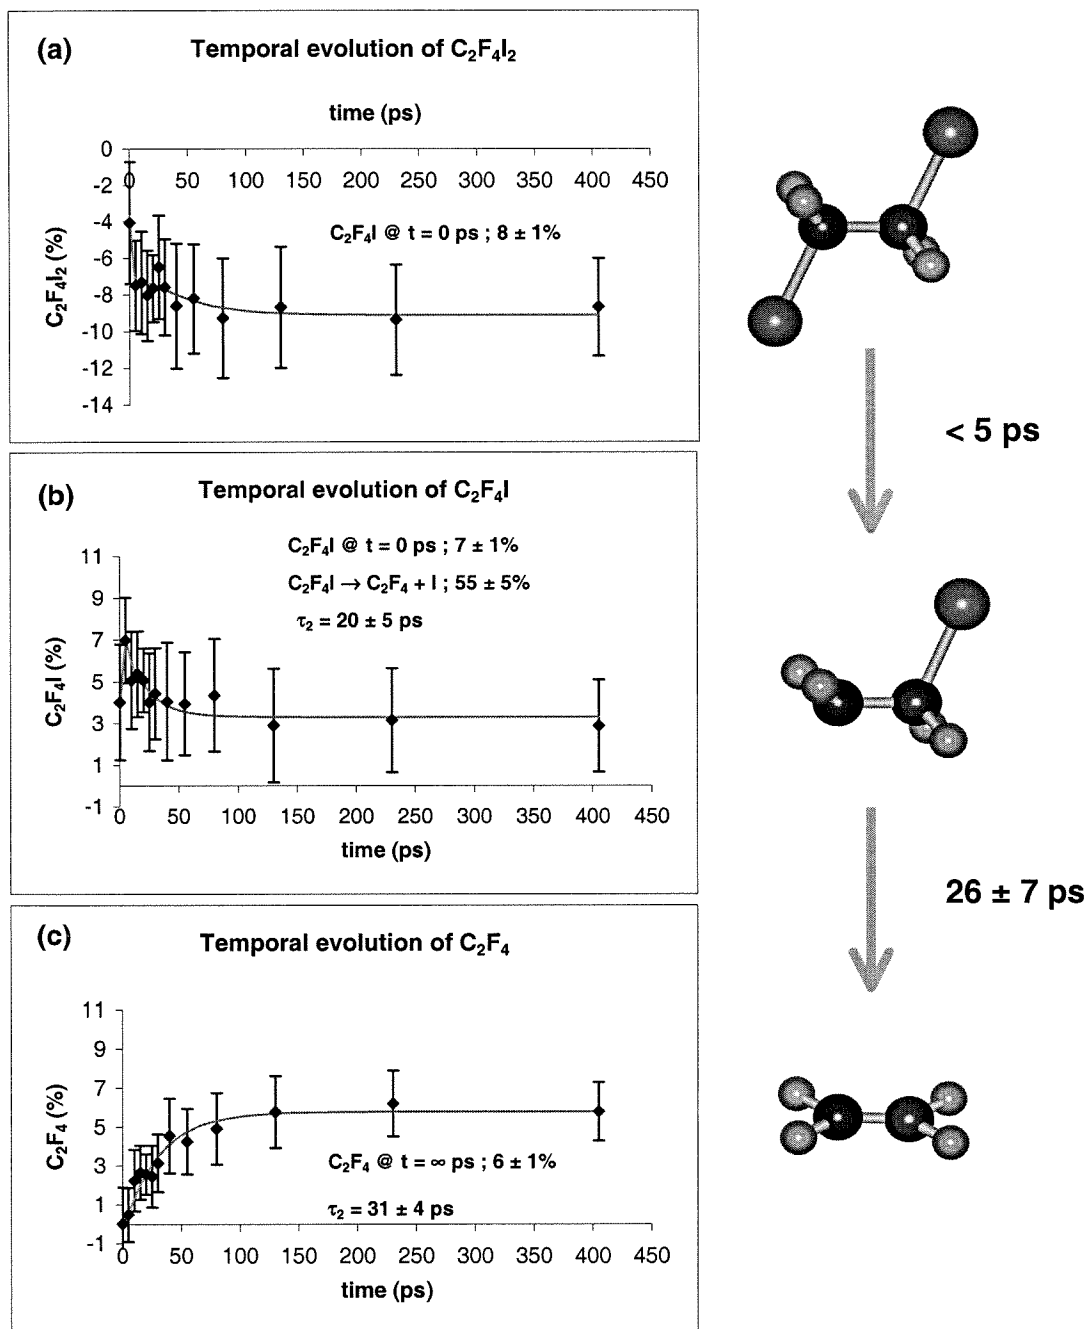 (a)
Temporal evolution of C₂F₄I₂
time (ps)
0 50 100 150 200 250 300 350 400 450
0
-2
-4
-6
-8
-10
-12
-14
C₂F₄I₂ (%)
C₂F₄I @ t = 0 ps ; 8 ± 1%
< 5 ps
(b)
Temporal evolution of C₂F₄I
C₂F₄I @ t = 0 ps ; 7 ± 1%
C₂F₄I → C₂F₄ + I ; 55 ± 5%
τ₂ = 20 ± 5 ps
11
9
7
5
3
1
-1
C₂F₄I (%)
0 50 100 150 200 250 300 350 400 450
time (ps)
26 ± 7 ps
(c)
Temporal evolution of C₂F₄
11
9
7
5
3
1
-1
C₂F₄ (%)
C₂F₄ @ t = ∞ ps ; 6 ± 1%
τ₂ = 31 ± 4 ps
0 50 100 150 200 250 300 350 400 450
time (ps)